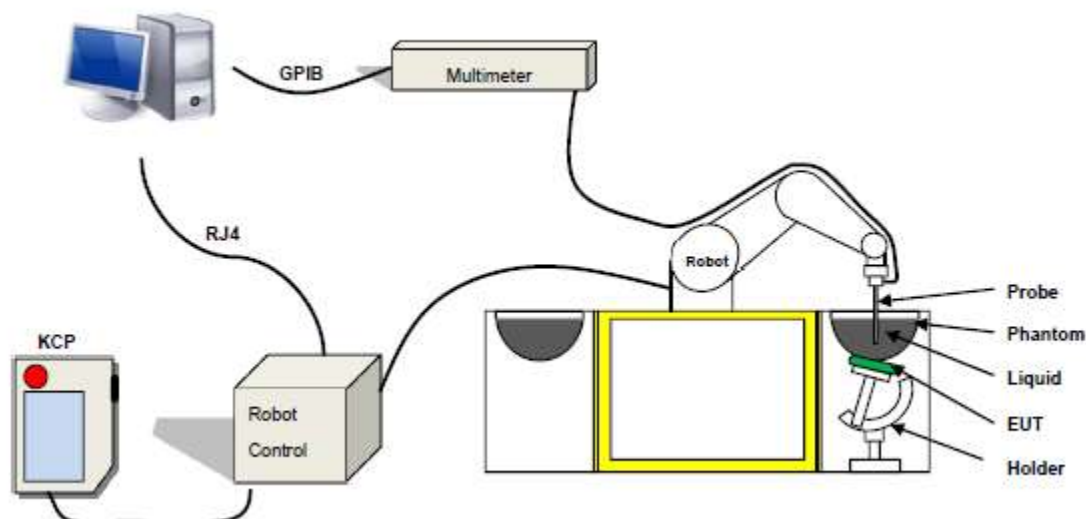 GPIB
Multimeter
RJ4
Robot
Probe
Phantom
KCP
Liquid
Robot
Control
EUT
Holder